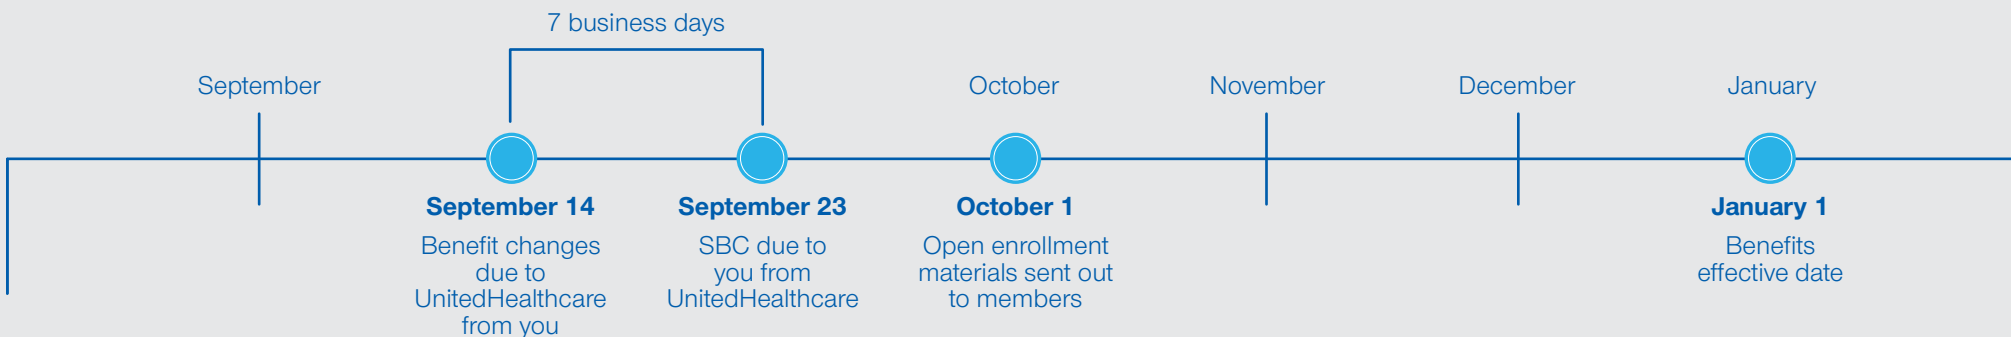 7 business days
September
October
November
December
January
September 14
Benefit changes
due to
UnitedHealthcare
from you
September 23
SBC due to
you from
UnitedHealthcare
October 1
Open enrollment
materials sent out
to members
January 1
Benefits
effective date